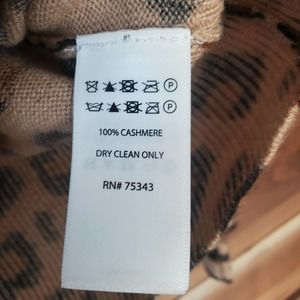 P
P
100% CASHMERE
DRY CLEAN ONLY
RN# 75343